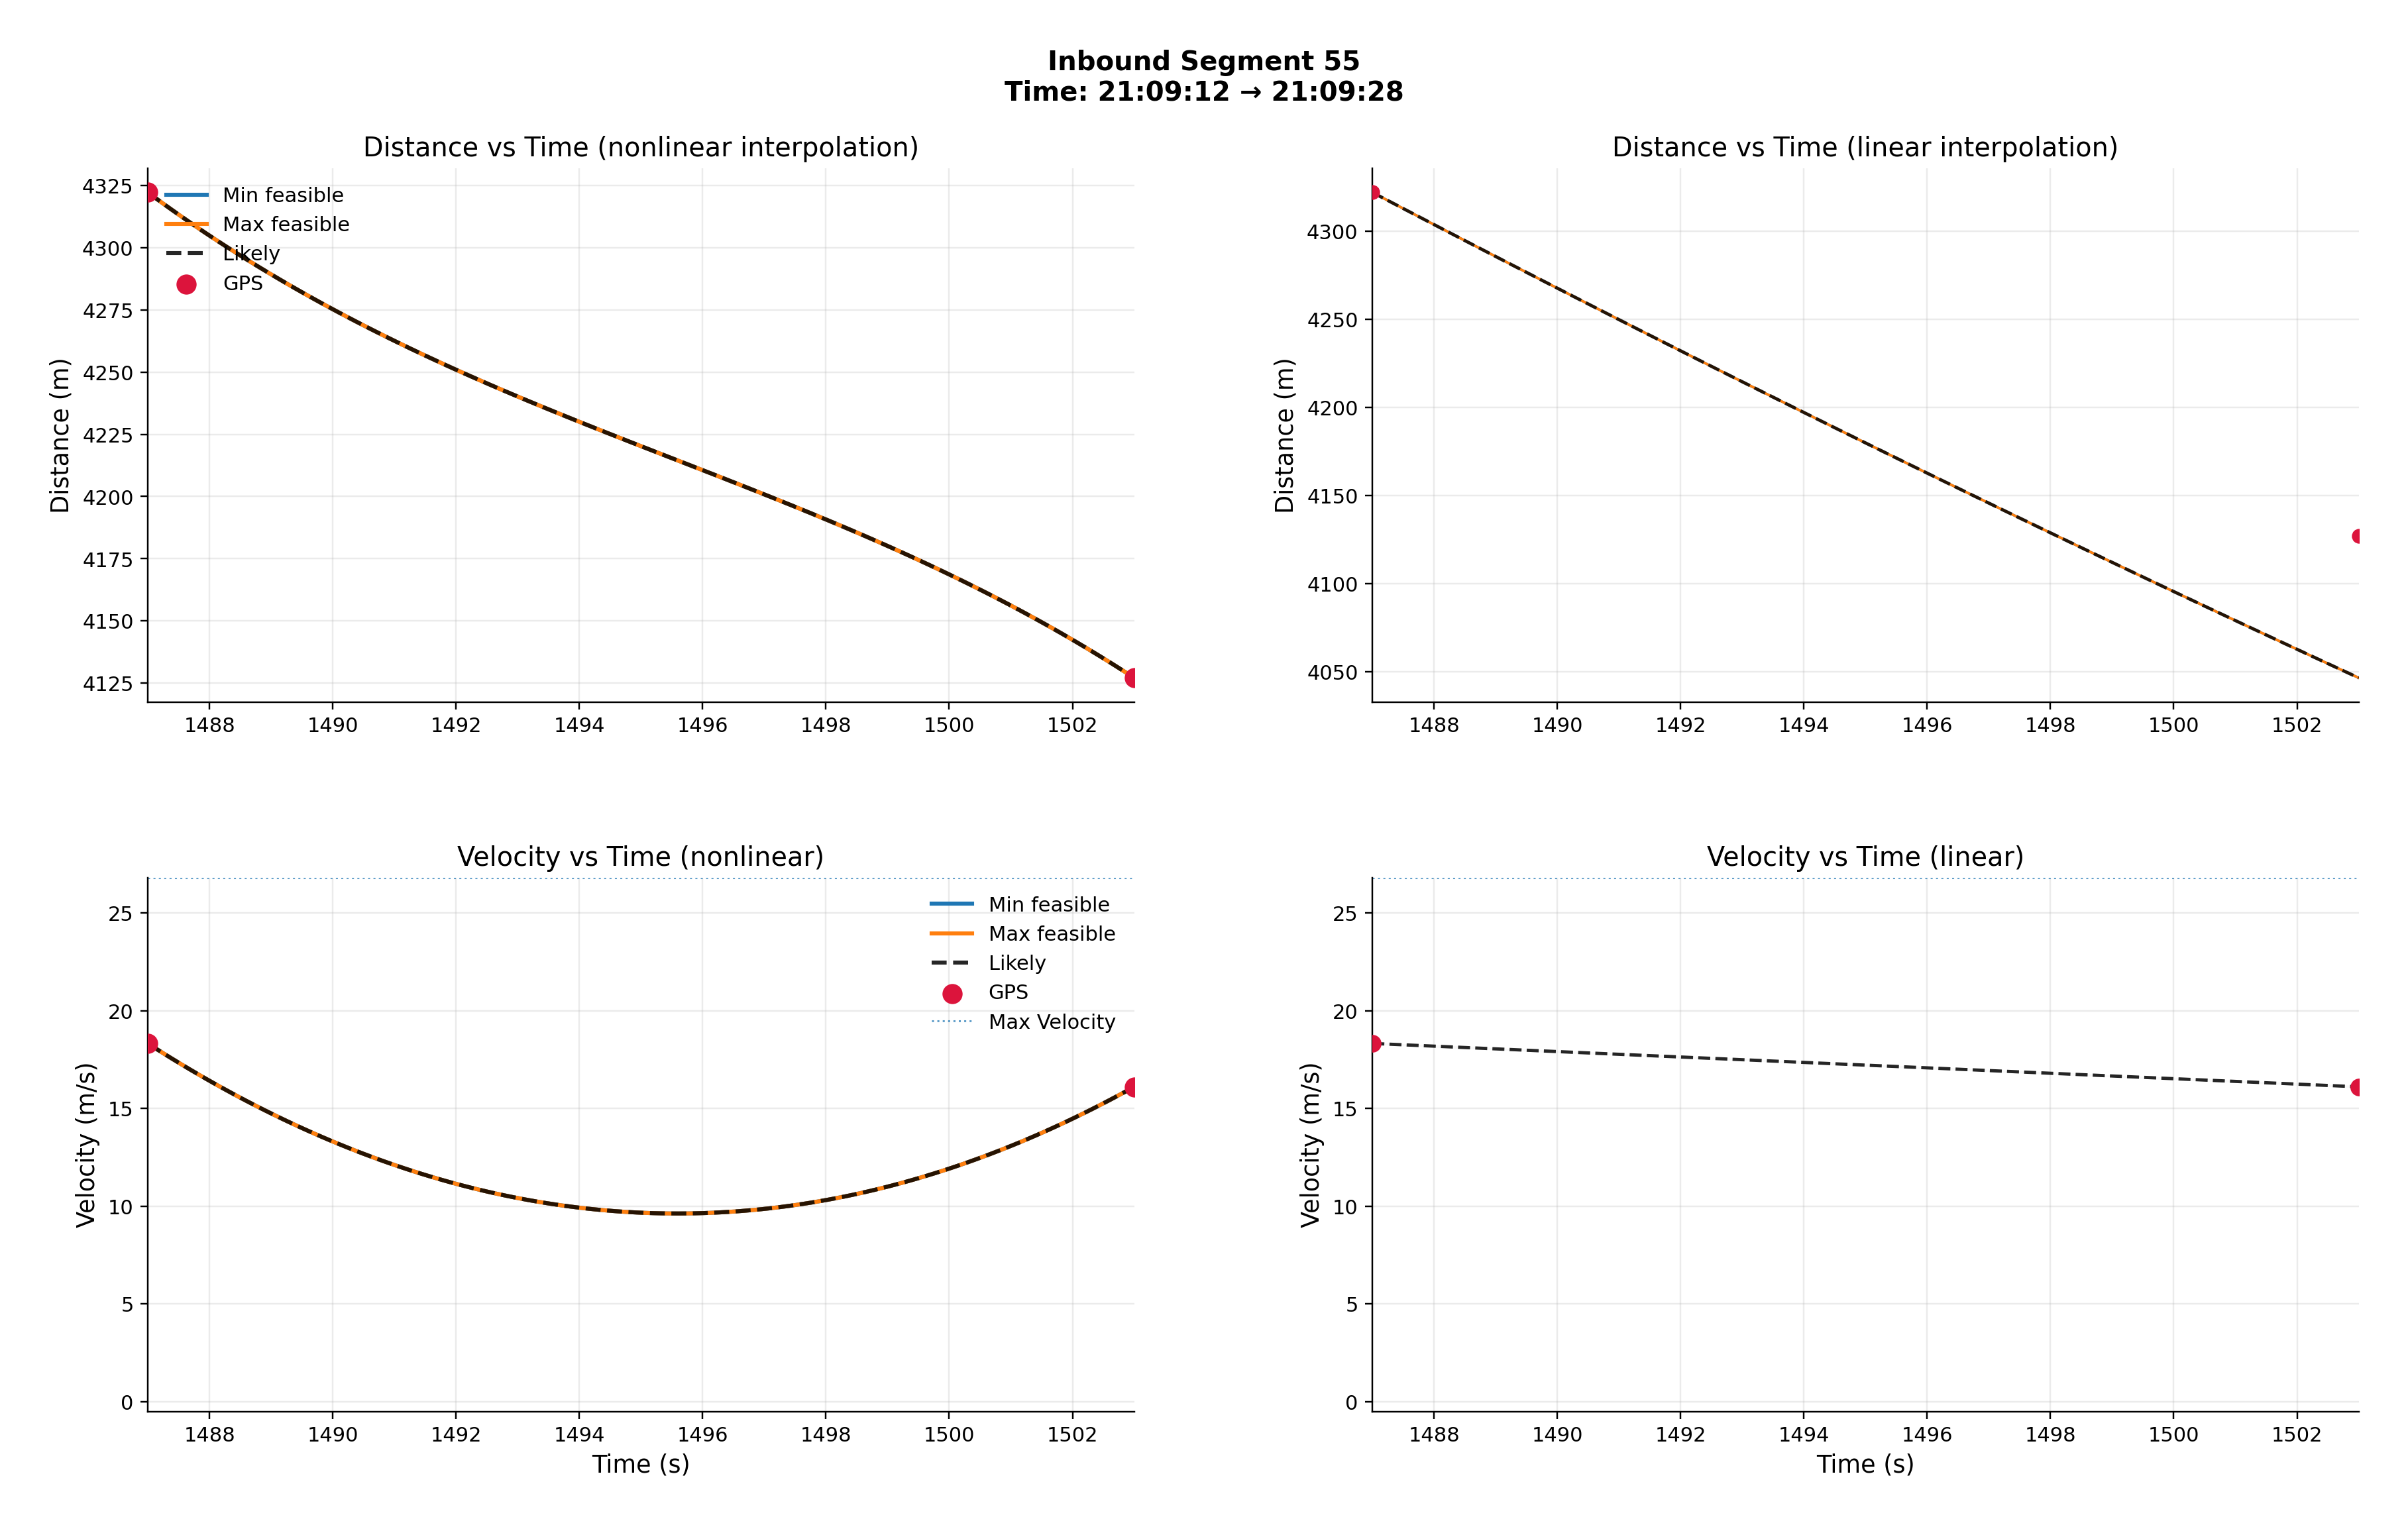 Inbound Segment 55
Time: 21:09:12 → 21:09:28
Distance vs Time (nonlinear interpolation)
Distance (m)
4325
4300
4275
4250
4225
4200
4175
4150
4125
Min feasible
Max feasible
Likely
GPS
1488 1490 1492 1494 1496 1498 1500 1502
Distance vs Time (linear interpolation)
Distance (m)
4300
4250
4200
4150
4100
4050
1488 1490 1492 1494 1496 1498 1500 1502
Velocity vs Time (nonlinear)
Velocity (m/s)
25
20
15
10
5
0
Min feasible
Max feasible
Likely
GPS
Max Velocity
1488 1490 1492 1494 1496 1498 1500 1502
Time (s)
Velocity vs Time (linear)
Velocity (m/s)
25
20
15
10
5
0
1488 1490 1492 1494 1496 1498 1500 1502
Time (s)